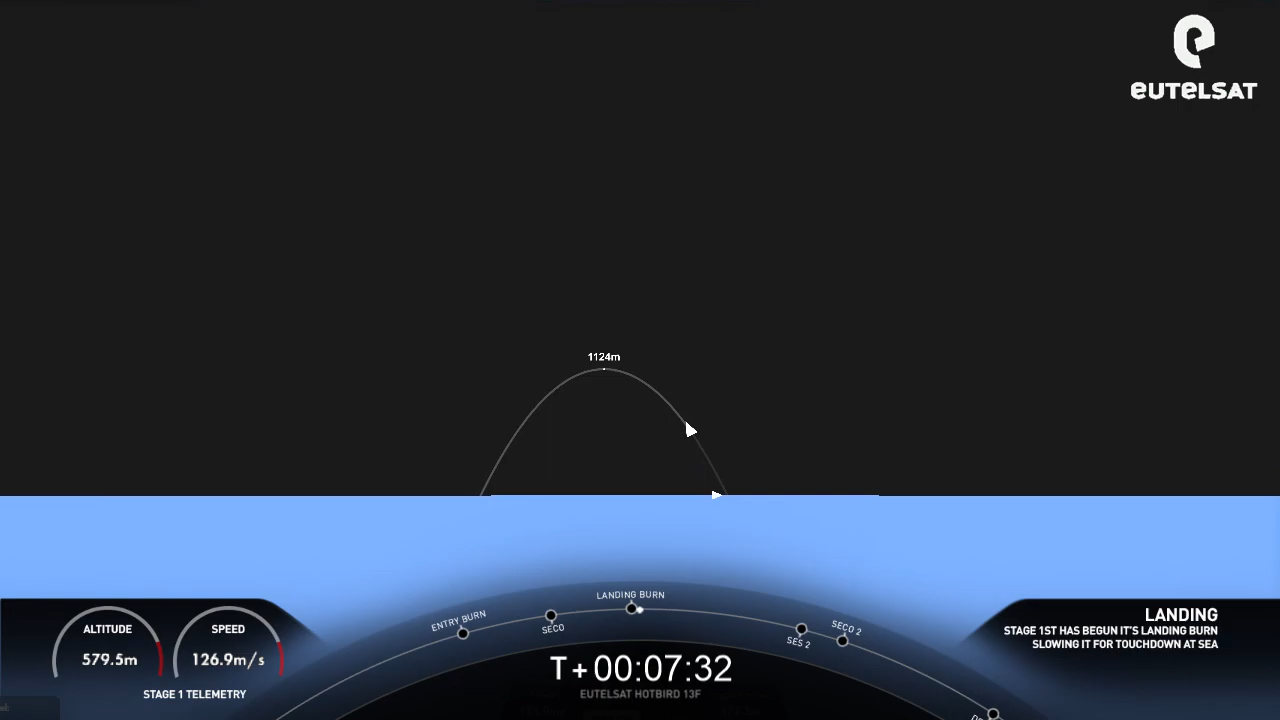 eUTELSAT
1124m
LANDING BURN
ENTRY BURN
SECO
SES 2
SECO 2
ALTITUDE
579.5m
SPEED
126.9m/s
STAGE 1 TELEMETRY
T+00:07:32
EUTELSAT HOTBIRD 13F
LANDING
STAGE 1ST HAS BEGUN IT'S LANDING BURN
SLOWING IT FOR TOUCHDOWN AT SEA